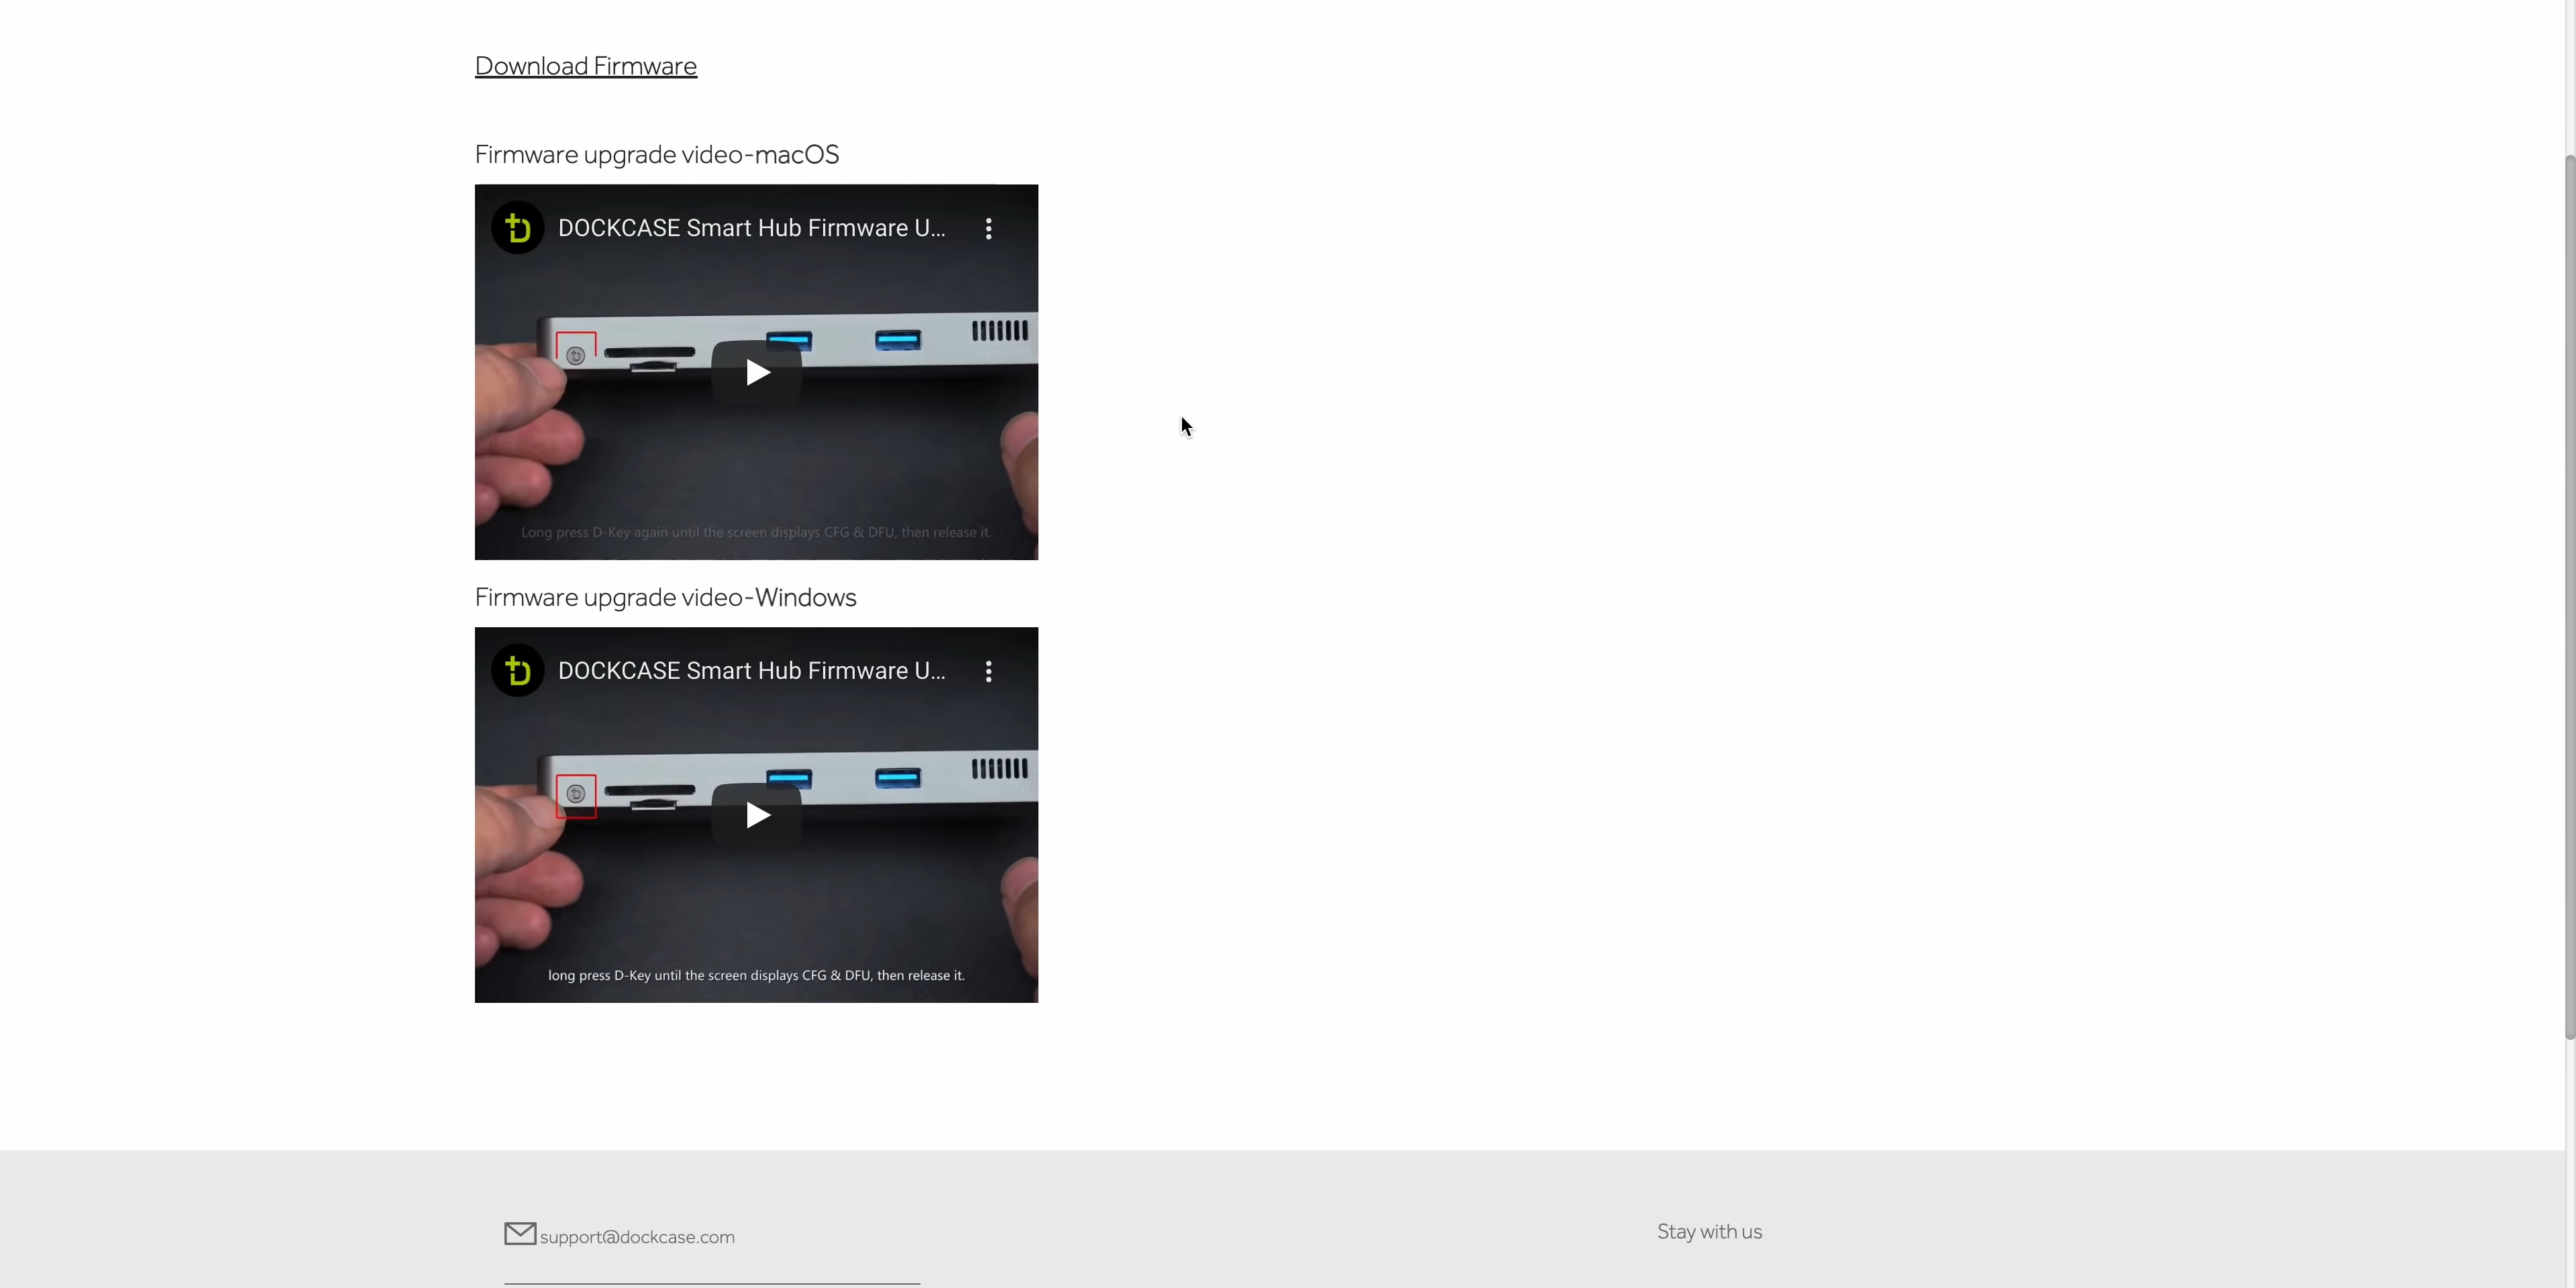 Download Firmware
Firmware upgrade video-macOS
DOCKCASE Smart Hub Firmware U...
Long press D-Key again until the screen displays CFG & DFU, then release it.
Firmware upgrade video-Windows
DOCKCASE Smart Hub Firmware U...
long press D-Key until the screen displays CFG & DFU, then release it.
support@dockcase.com
Stay with us